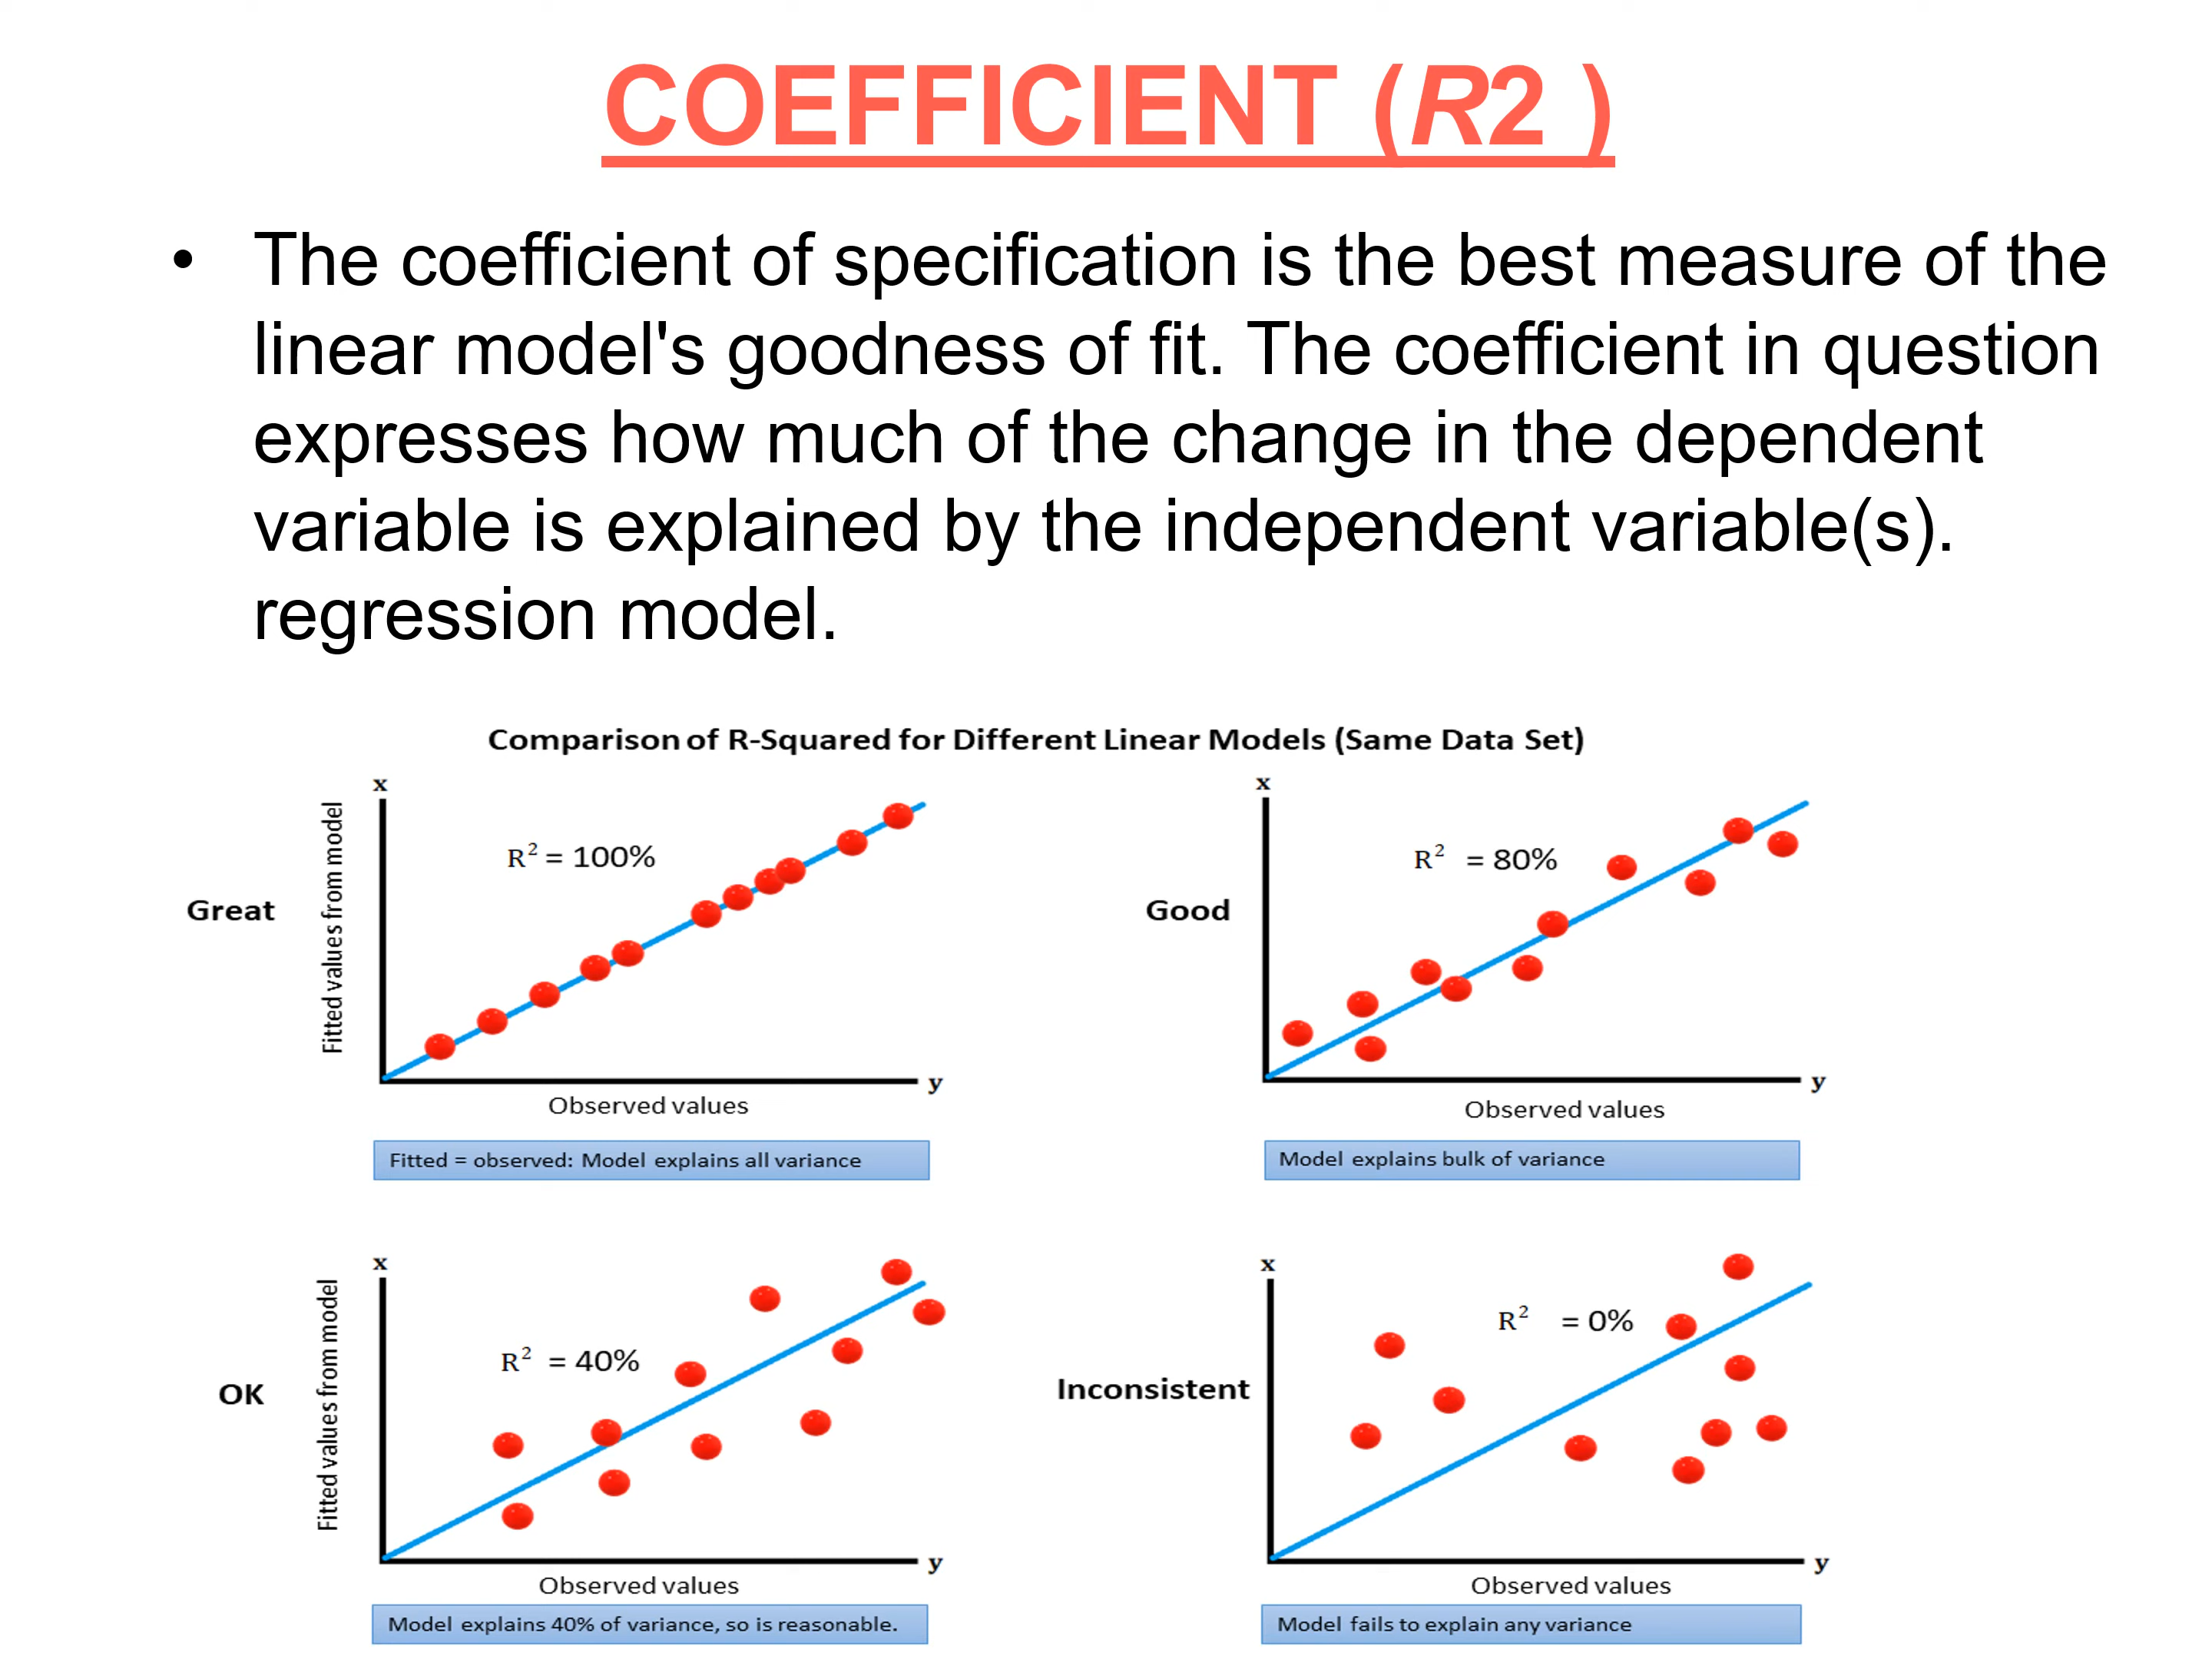 COEFFICIENT (R2 )
• The coefficient of specification is the best measure of the
linear model's goodness of fit. The coefficient in question
expresses how much of the change in the dependent
variable is explained by the independent variable(s).
regression model.
Comparison of R-Squared for Different Linear Models (Same Data Set)
Great
Fitted values from model
x
R² = 100%
y
Observed values
Fitted = observed: Model explains all variance
Good
x
R² = 80%
y
Observed values
Model explains bulk of variance
OK
Fitted values from model
x
R² = 40%
y
Observed values
Model explains 40% of variance, so is reasonable.
Inconsistent
x
R² = 0%
y
Observed values
Model fails to explain any variance